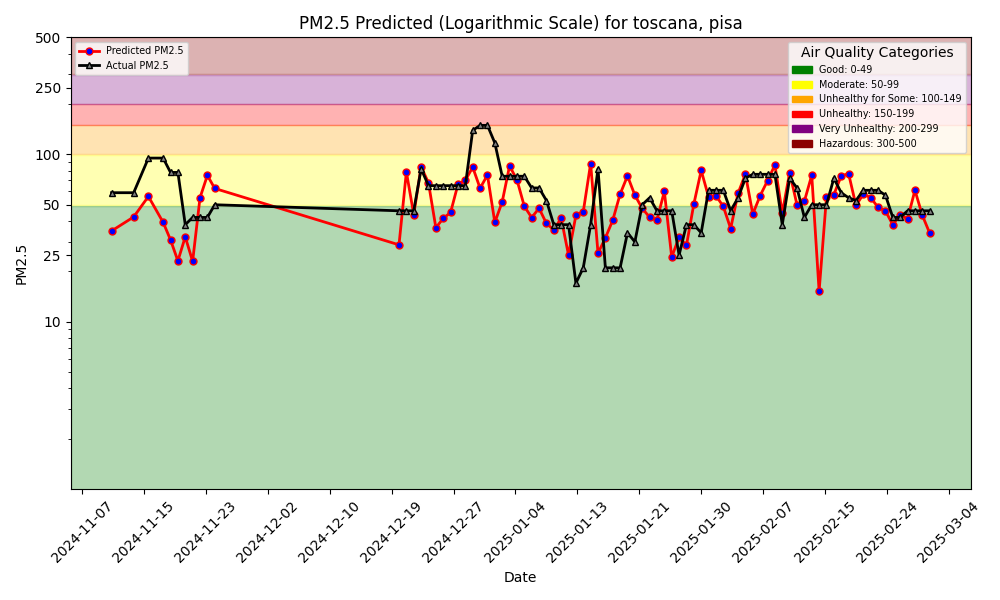 PM2.5 Predicted (Logarithmic Scale) for toscana, pisa
Predicted PM2.5
Actual PM2.5
Air Quality Categories
Good: 0-49
Moderate: 50-99
Unhealthy for Some: 100-149
Unhealthy: 150-199
Very Unhealthy: 200-299
Hazardous: 300-500
PM2.5
500
250
100
50
25
10
2024-11-07
2024-11-15
2024-11-23
2024-12-02
2024-12-10
2024-12-19
2024-12-27
2025-01-04
2025-01-13
2025-01-21
2025-01-30
2025-02-07
2025-02-15
2025-02-24
2025-03-04
Date